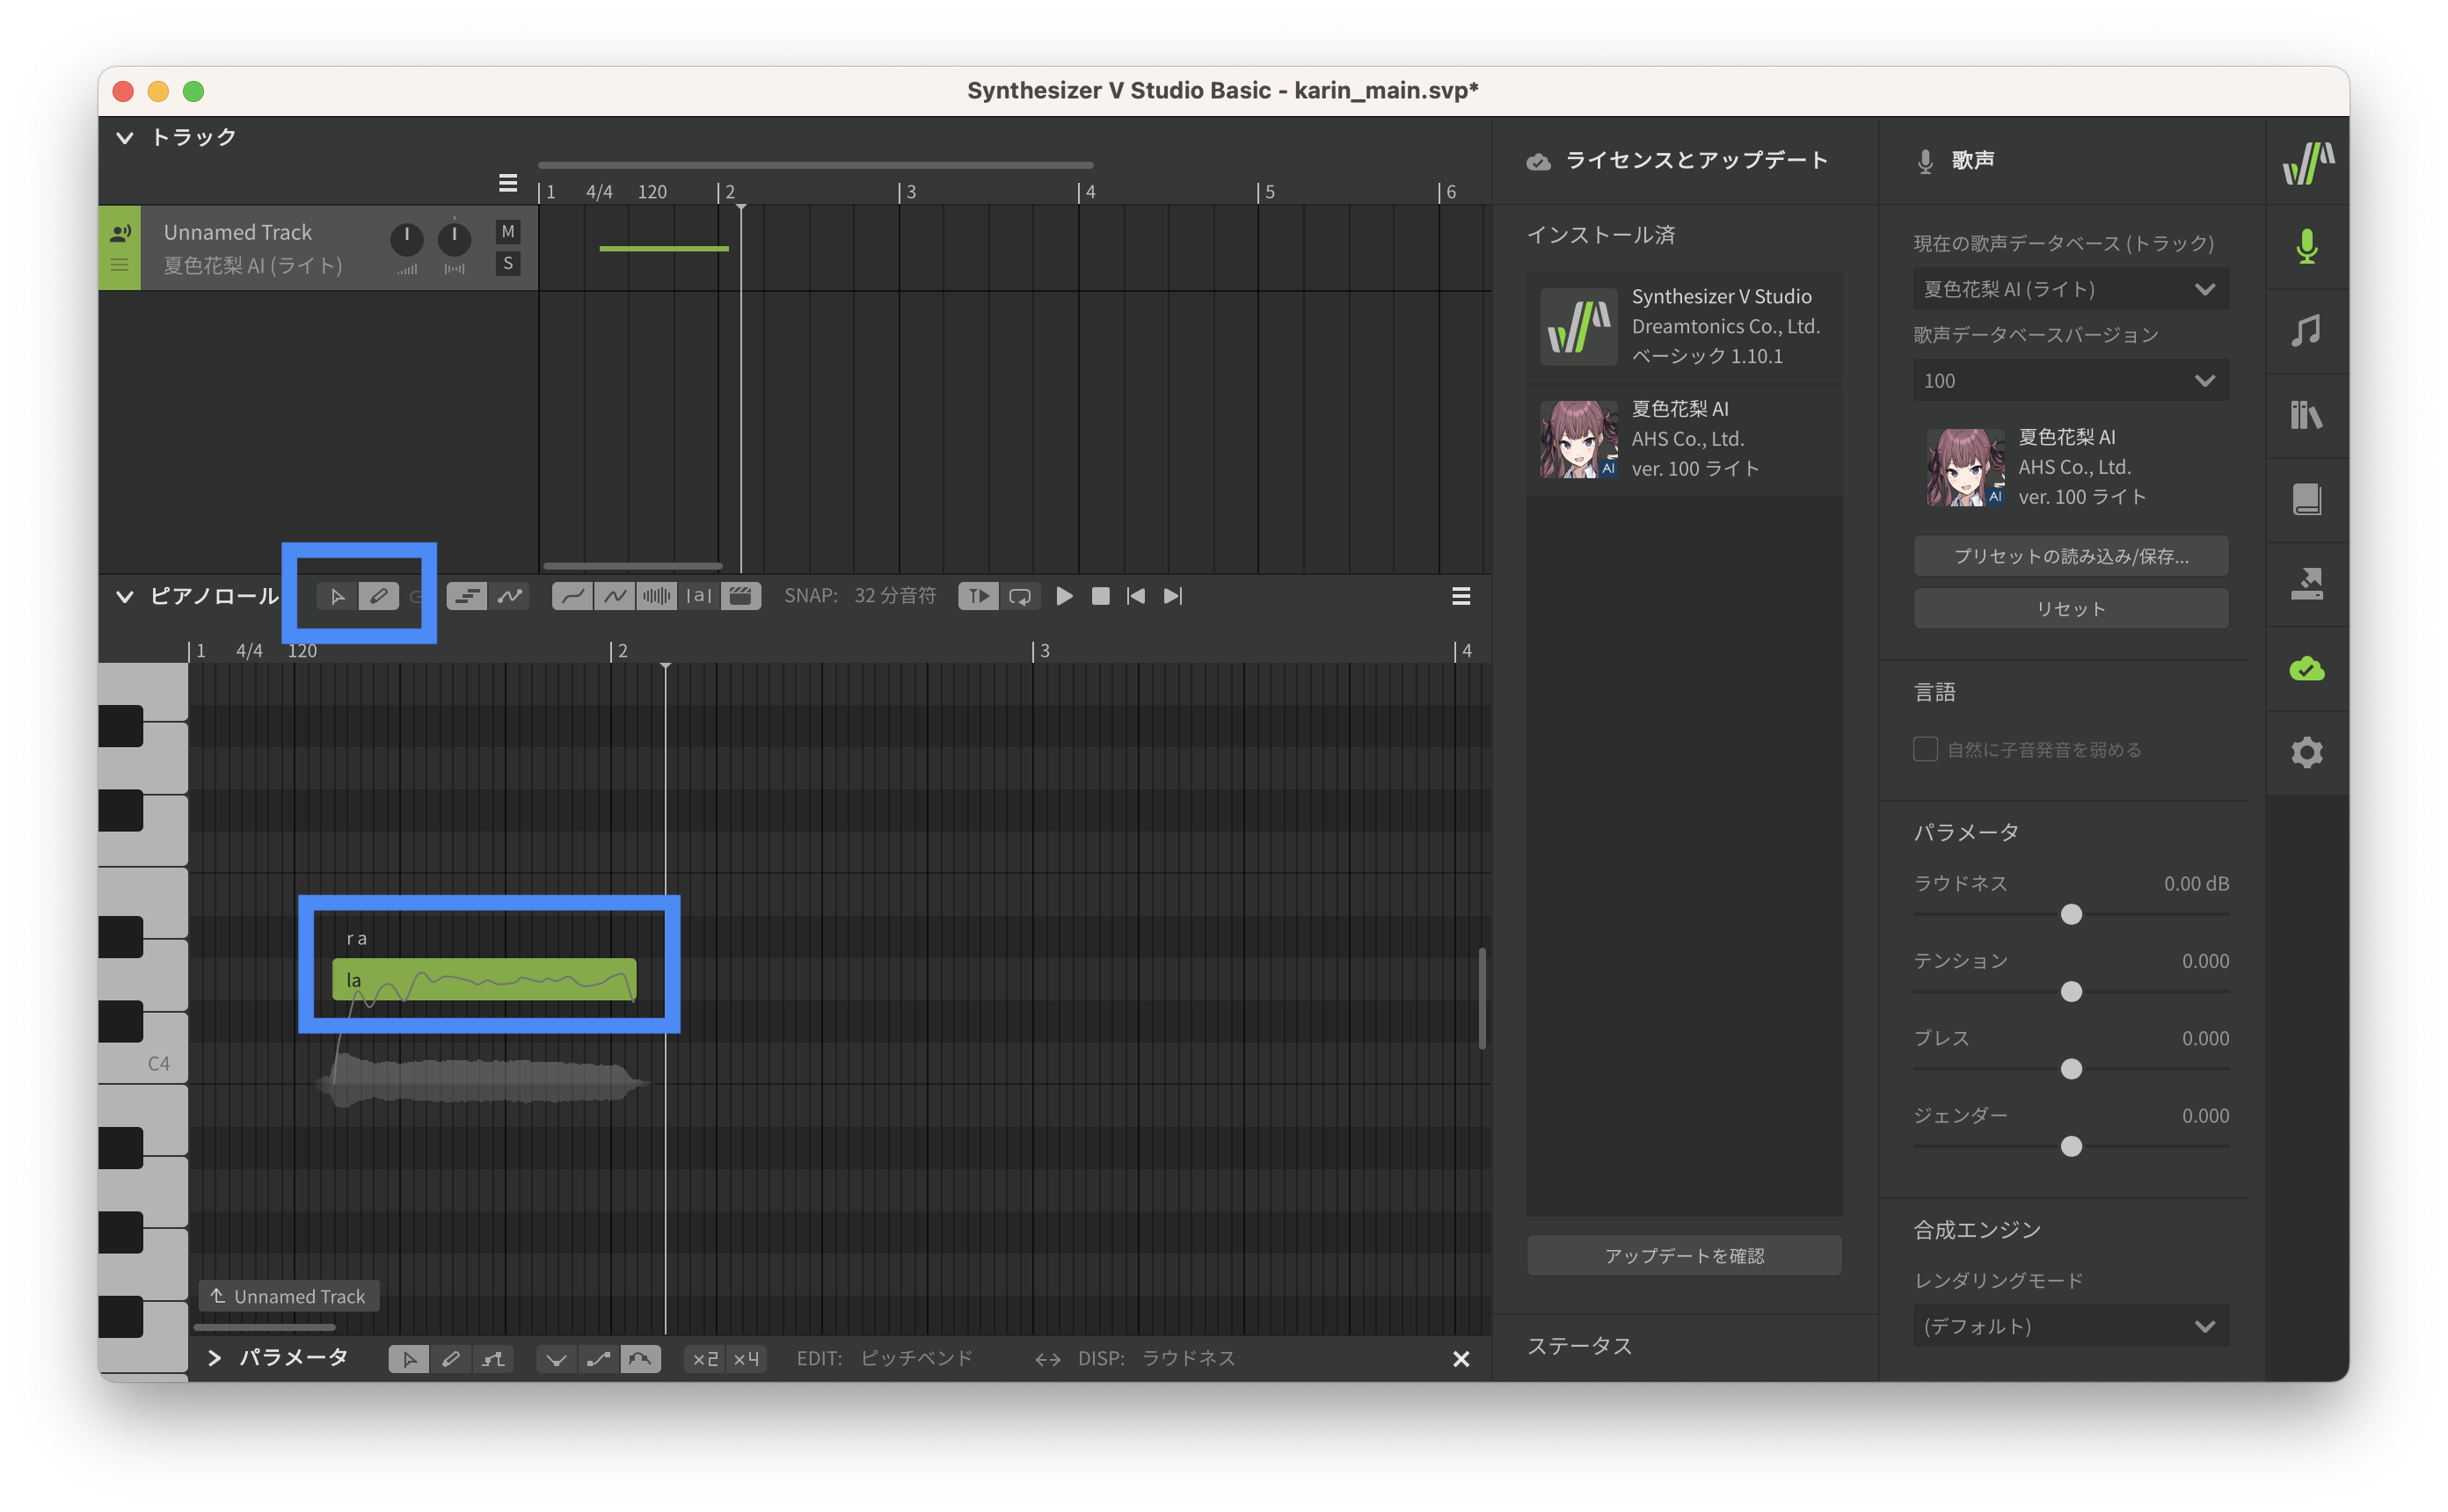 Synthesizer V Studio Basic - karin_main.svp*
トラック
1 4/4 120 2 3 4 5 6
Unnamed Track
夏色花梨 AI (ライト)
M
S
ピアノロール
|a|
SNAP: 32 分音符
1 4/4 120 2 3 4
r a
la
C4
Unnamed Track
パラメータ
×2 ×4
EDIT: ピッチベンド
DISP: ラウドネス
ライセンスとアップデート
インストール済
Synthesizer V Studio
Dreamtonics Co., Ltd.
ベーシック 1.10.1
夏色花梨 AI
AHS Co., Ltd.
ver. 100 ライト
AI
アップデートを確認
ステータス
歌声
現在の歌声データベース (トラック)
夏色花梨 AI (ライト)
歌声データベースバージョン
100
夏色花梨 AI
AHS Co., Ltd.
ver. 100 ライト
AI
プリセットの読み込み/保存...
リセット
言語
自然に子音発音を弱める
パラメータ
ラウドネス 0.00 dB
テンション 0.000
ブレス 0.000
ジェンダー 0.000
合成エンジン
レンダリングモード
(デフォルト)